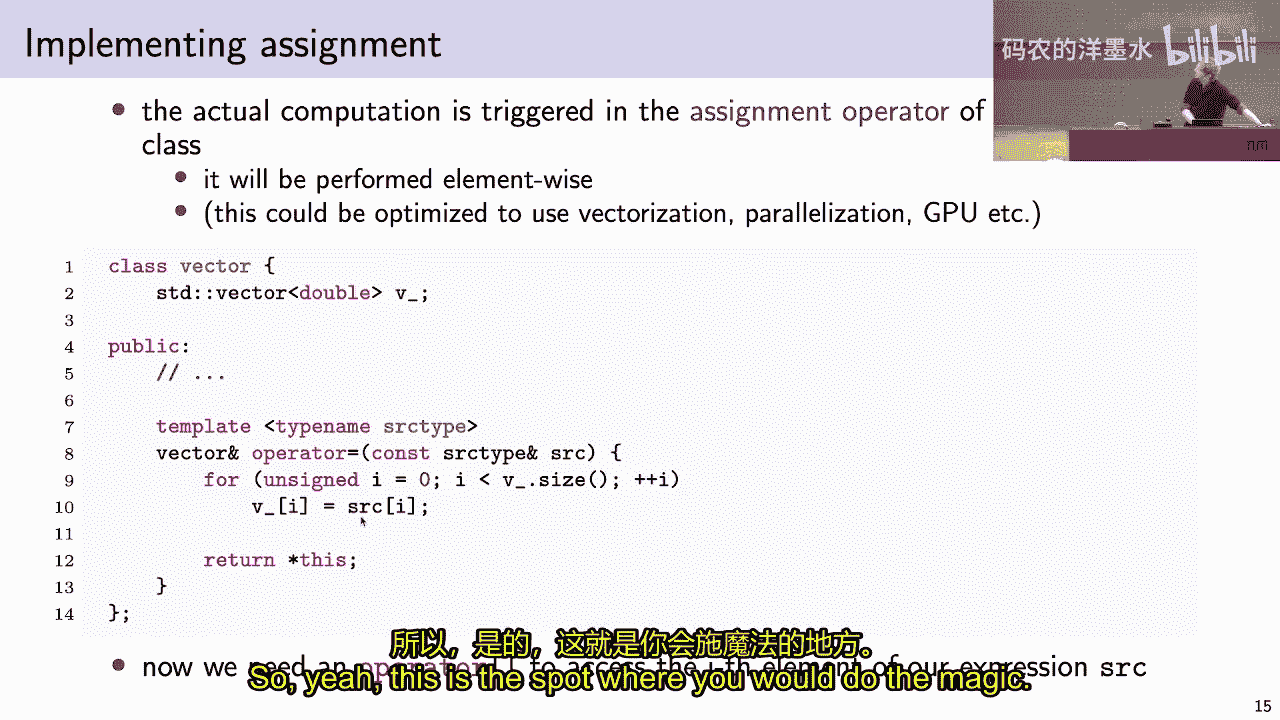 Implementing assignment
码农的洋墨水 bilibili
• the actual computation is triggered in the assignment operator of
class
• it will be performed element-wise
• (this could be optimized to use vectorization, parallelization, GPU etc.)
1 class vector {
2 std::vector<double> v_;
3
4 public:
5 // ...
6
7 template <typename srctype>
8 vector& operator=(const srctype& src) {
9 for (unsigned i = 0; i < v_.size(); ++i)
10 v_[i] = src[i];
11
12 return *this;
13 }
14 };
所以，是的，这就是你会施魔法的地方。
• now we need an operator[] to access the i-th element of our expression src
So, yeah, this is the spot where you would do the magic.
15